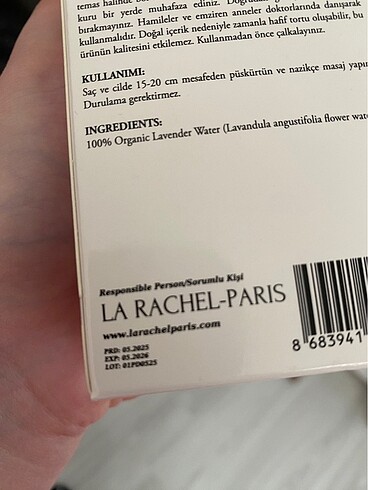 temas halinde
kuru bir yerde muhafaza ediniz.
bırakmayınız. Hamileler ve emziren anneler doktorlarında danışarak
kullanmalıdır. Doğal içerik nedeniyle zamanla hafif tortu oluşabilir, bu
ürünün kalitesini etkilemez. Kullanmadan önce çalkalayınız.
KULLANIMI:
Saç ve cilde 15-20 cm mesafeden püskürtün ve nazikçe masaj
Durulama gerektirmez.
INGREDIENTS:
100% Organic Lavender Water (Lavandula angustifolia flower
Responsible Person/Sorumlu Kişi
LA RACHEL-PARIS
www.larachelparis.com
PRD: 05.2025
EXP: 05.2026
LOT: 01PD0525
8 683941